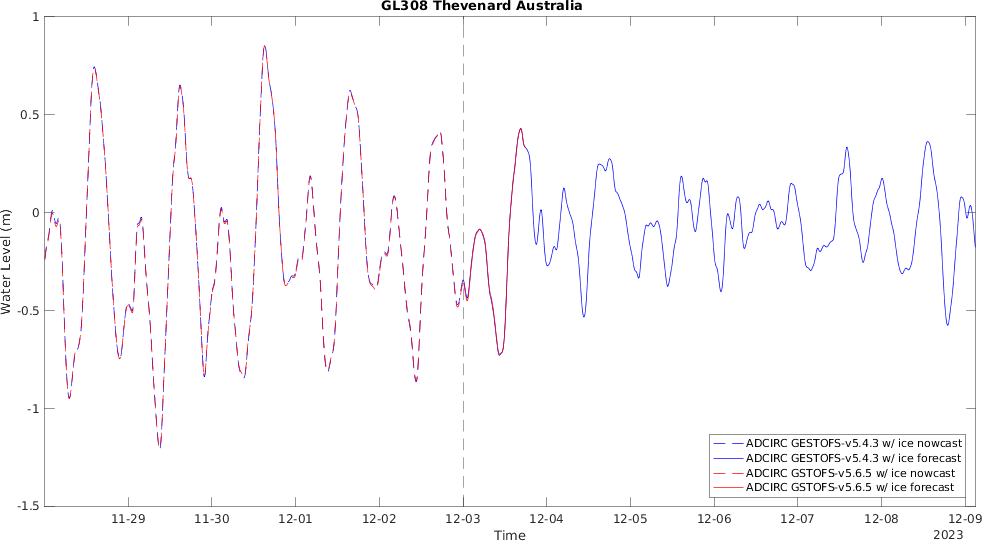 GL308 Thevenard Australia
1
0.5
0
-0.5
-1
-1.5
Water Level (m)
11-29 11-30 12-01 12-02 12-03 12-04 12-05 12-06 12-07 12-08 12-09
2023
Time
ADCIRC GESTOFS-v5.4.3 w/ ice nowcast
ADCIRC GESTOFS-v5.4.3 w/ ice forecast
ADCIRC GSTOFS-v5.6.5 w/ ice nowcast
ADCIRC GSTOFS-v5.6.5 w/ ice forecast